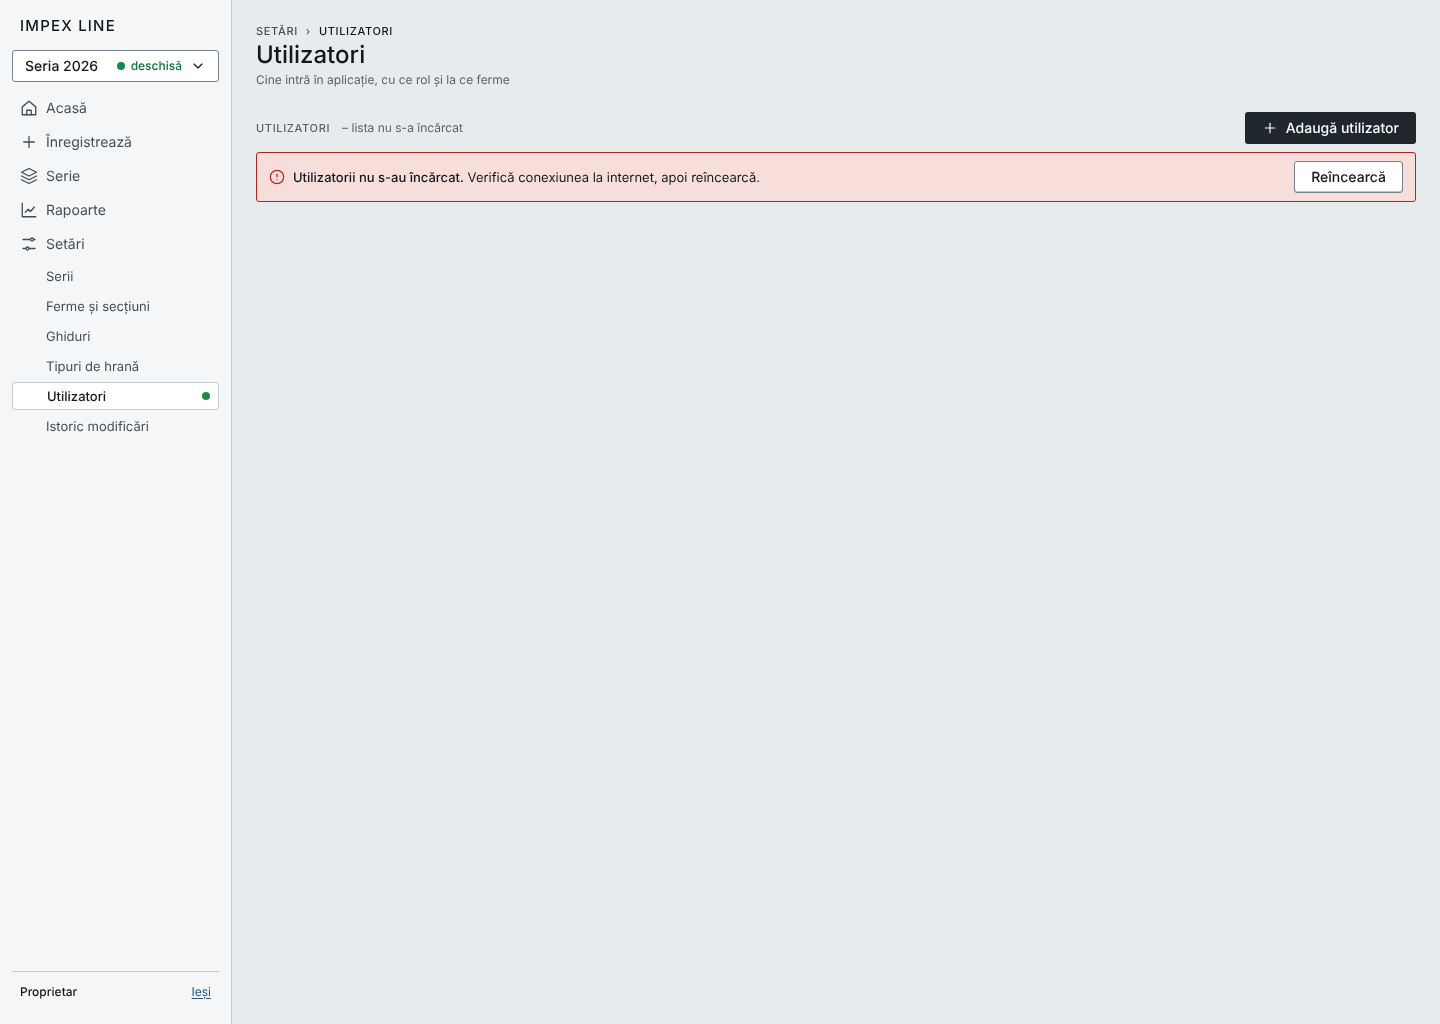 IMPEX LINE
Seria 2026 deschisă
Acasă
Înregistrează
Serie
Rapoarte
Setări
Serii
Ferme și secțiuni
Ghiduri
Tipuri de hrană
Utilizatori
Istoric modificări
Proprietar Ieși
SETĂRI › UTILIZATORI
Utilizatori
Cine intră în aplicație, cu ce rol și la ce ferme
UTILIZATORI – lista nu s-a încărcat
Adaugă utilizator
Utilizatorii nu s-au încărcat. Verifică conexiunea la internet, apoi reîncearcă.
Reîncearcă